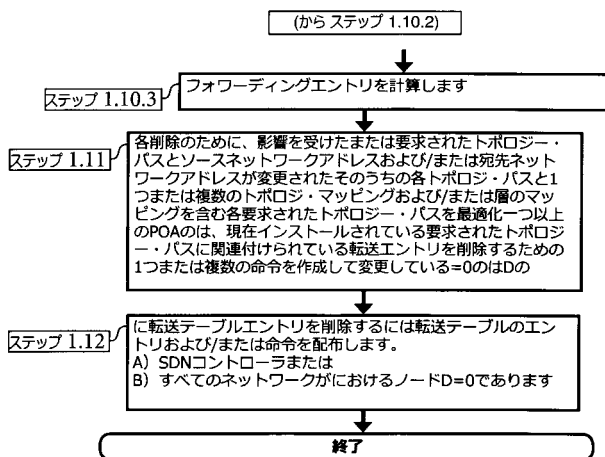 (から ステップ 1.10.2)
ステップ 1.10.3
フォワーディングエントリを計算します
ステップ 1.11
各削除のために、影響を受けたまたは要求されたトポロジー・
パスとソースネットワークアドレスおよび/または宛先ネット
ワークアドレスが変更されたそのうちの各トポロジ・パスと1
つまたは複数のトポロジ・マッピングおよび/または層のマッ
ピングを含む各要求されたトポロジー・パスを最適化一つ以上
のPOAのは、現在インストールされている要求されたトポロジ
ー・パスに関連付けられている転送エントリを削除するための
1つまたは複数の命令を作成して変更している=0のはDの
ステップ 1.12
に転送テーブルエントリを削除するには転送テーブルのエン
トリおよび/または命令を配布します。
A) SDNコントローラまたは
B) すべてのネットワークがにおけるノードD=0であります
終了